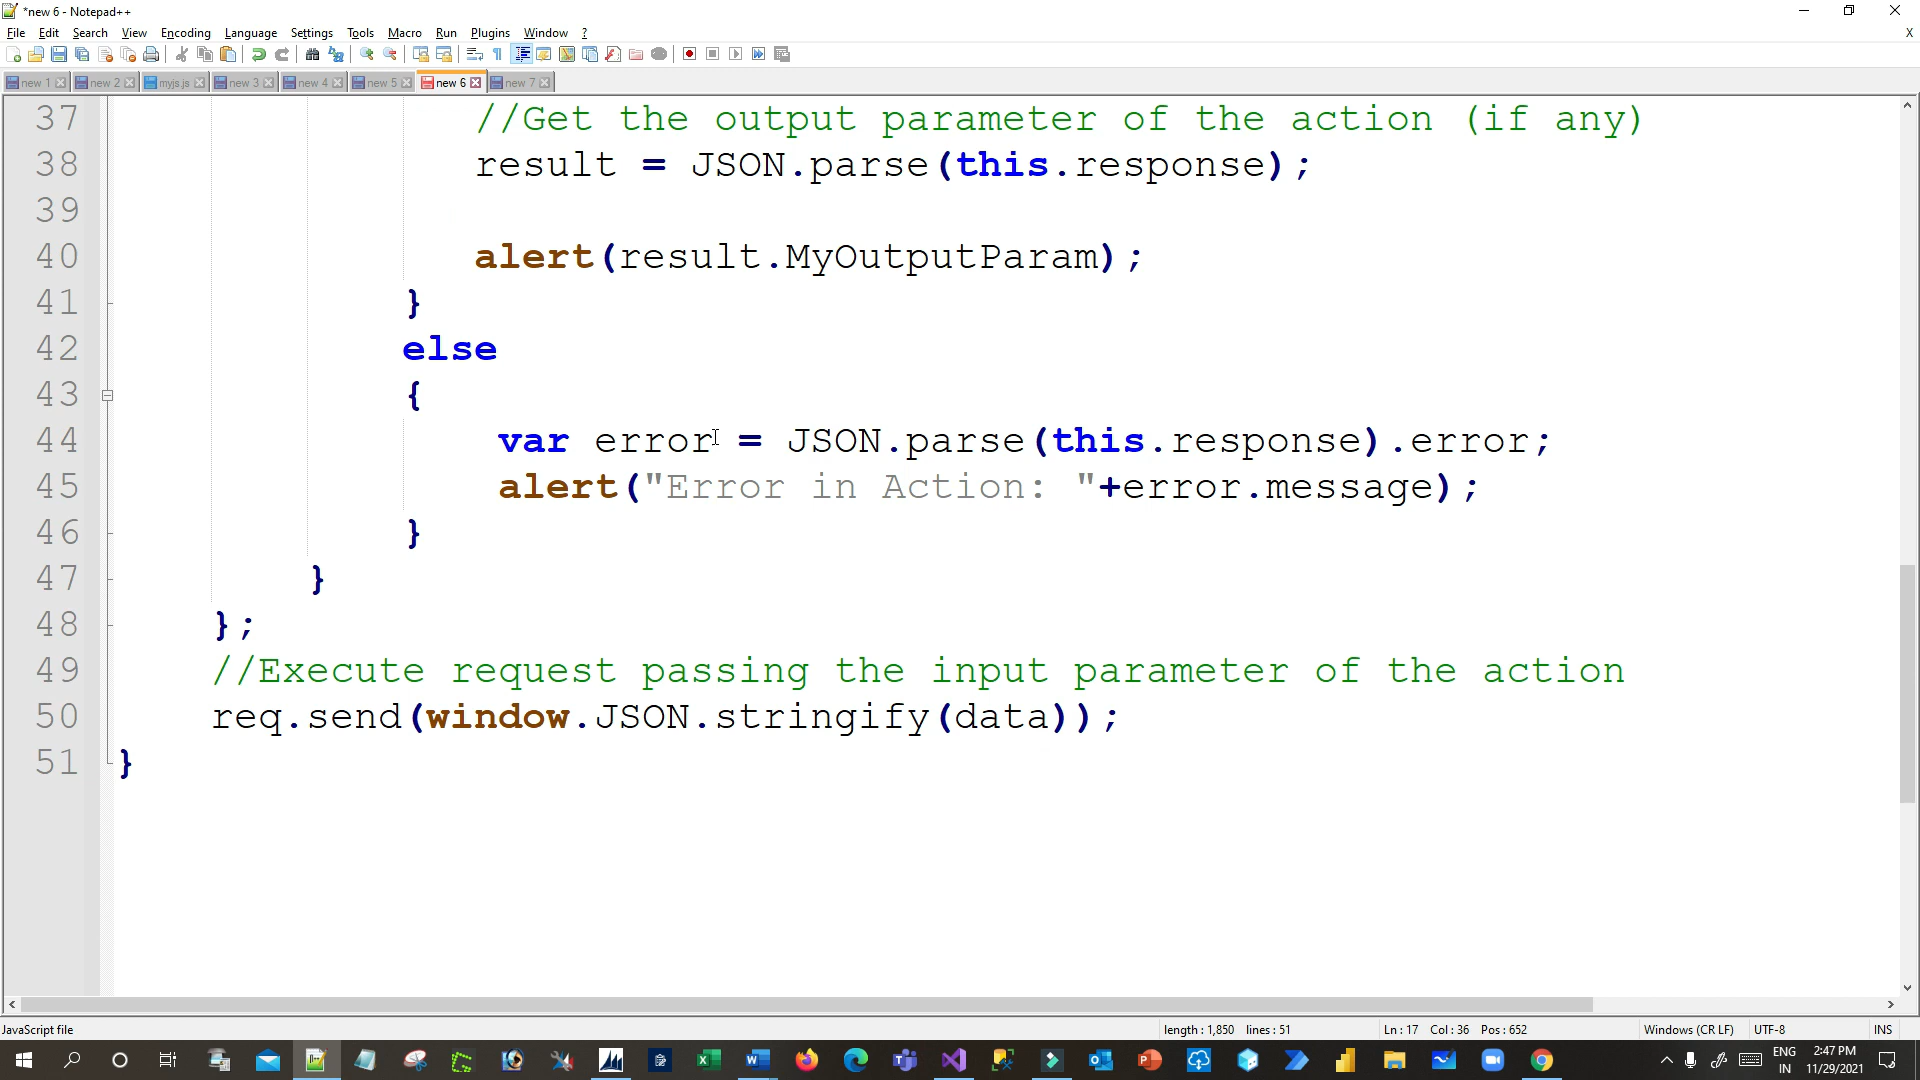 *new 6 - Notepad++
File Edit Search View Encoding Language Settings Tools Macro Run Plugins Window ? X
new 1 new 2 myjs.js new 3 new 4 new 5 new 6 new 7
37 //Get the output parameter of the action (if any)
38 result = JSON.parse(this.response);
39
40 alert(result.MyOutputParam);
41 }
42 else
43 {
44 var error = JSON.parse(this.response).error;
45 alert("Error in Action: "+error.message);
46 }
47 }
48 };
49 //Execute request passing the input parameter of the action
50 req.send(window.JSON.stringify(data));
51 }
JavaScript file length : 1,850 lines : 51 Ln : 17 Col : 36 Pos : 652 Windows (CR LF) UTF-8 INS
ENG 2:47 PM
IN 11/29/2021